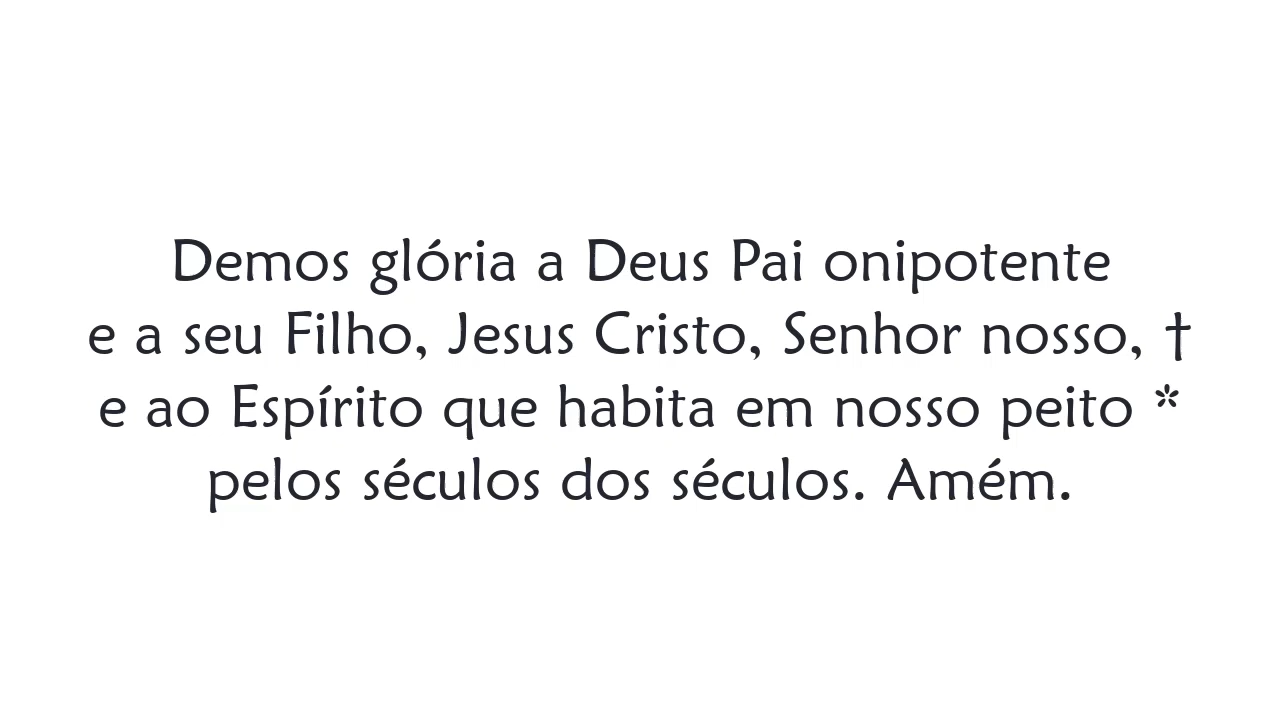 Demos glória a Deus Pai onipotente
e a seu Filho, Jesus Cristo, Senhor nosso, †
e ao Espírito que habita em nosso peito *
pelos séculos dos séculos. Amém.